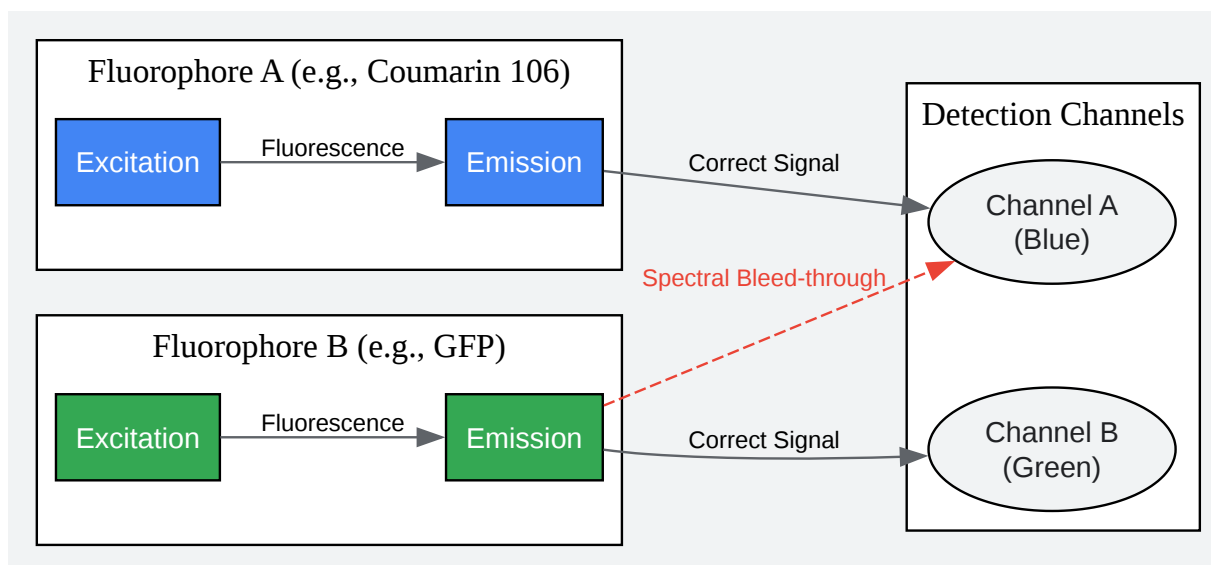 Fluorophore A (e.g., Coumarin 106)
Excitation
Fluorescence
Emission
Correct Signal
Detection Channels
Channel A
(Blue)
Spectral Bleed-through
Fluorophore B (e.g., GFP)
Excitation
Fluorescence
Emission
Correct Signal
Channel B
(Green)